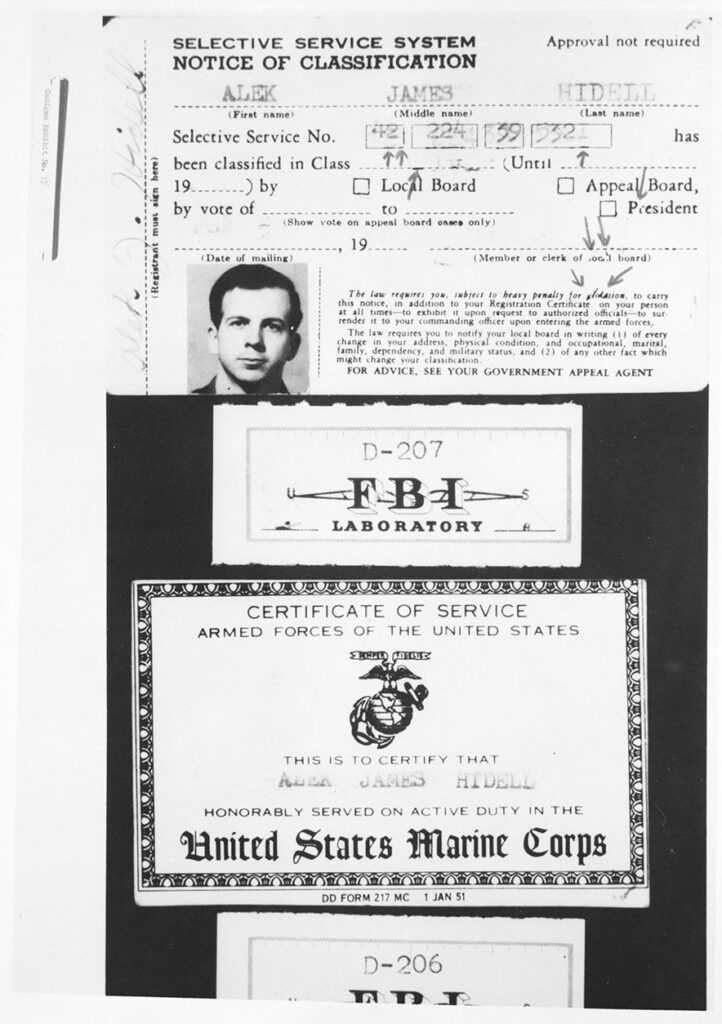 Cadigan Exhibit No. 15
SELECTIVE SERVICE SYSTEM Approval not required
NOTICE OF CLASSIFICATION
ALEK JAMES HIDELL
(First name) (Middle name) (Last name)
Selective Service No. 42 224 39 5321 has
been classified in Class (Until
19 ) by Local Board Appeal Board,
by vote of to President
(Show vote on appeal board cases only)
, 19
(Date of mailing) (Member or clerk of local board)
(Registrant must sign here)
Hidell
The law requires you, subject to heavy penalty for violation, to carry
this notice, in addition to your Registration Certificate on your person
at all times—to exhibit it upon request to authorized officials—to sur-
render it to your commanding officer upon entering the armed forces.
The law requires you to notify your local board in writing (1) of every
change in your address, physical condition, and occupational, marital,
family, dependency, and military status, and (2) of any other fact which
might change your classification.
FOR ADVICE, SEE YOUR GOVERNMENT APPEAL AGENT
D-207
U FBI S
LABORATORY
CERTIFICATE OF SERVICE
ARMED FORCES OF THE UNITED STATES
SEMPER FIDELIS
THIS IS TO CERTIFY THAT
ALEK JAMES HIDELL
HONORABLY SERVED ON ACTIVE DUTY IN THE
United States Marine Corps
DD FORM 217 MC 1 JAN 51
D-206
FBI